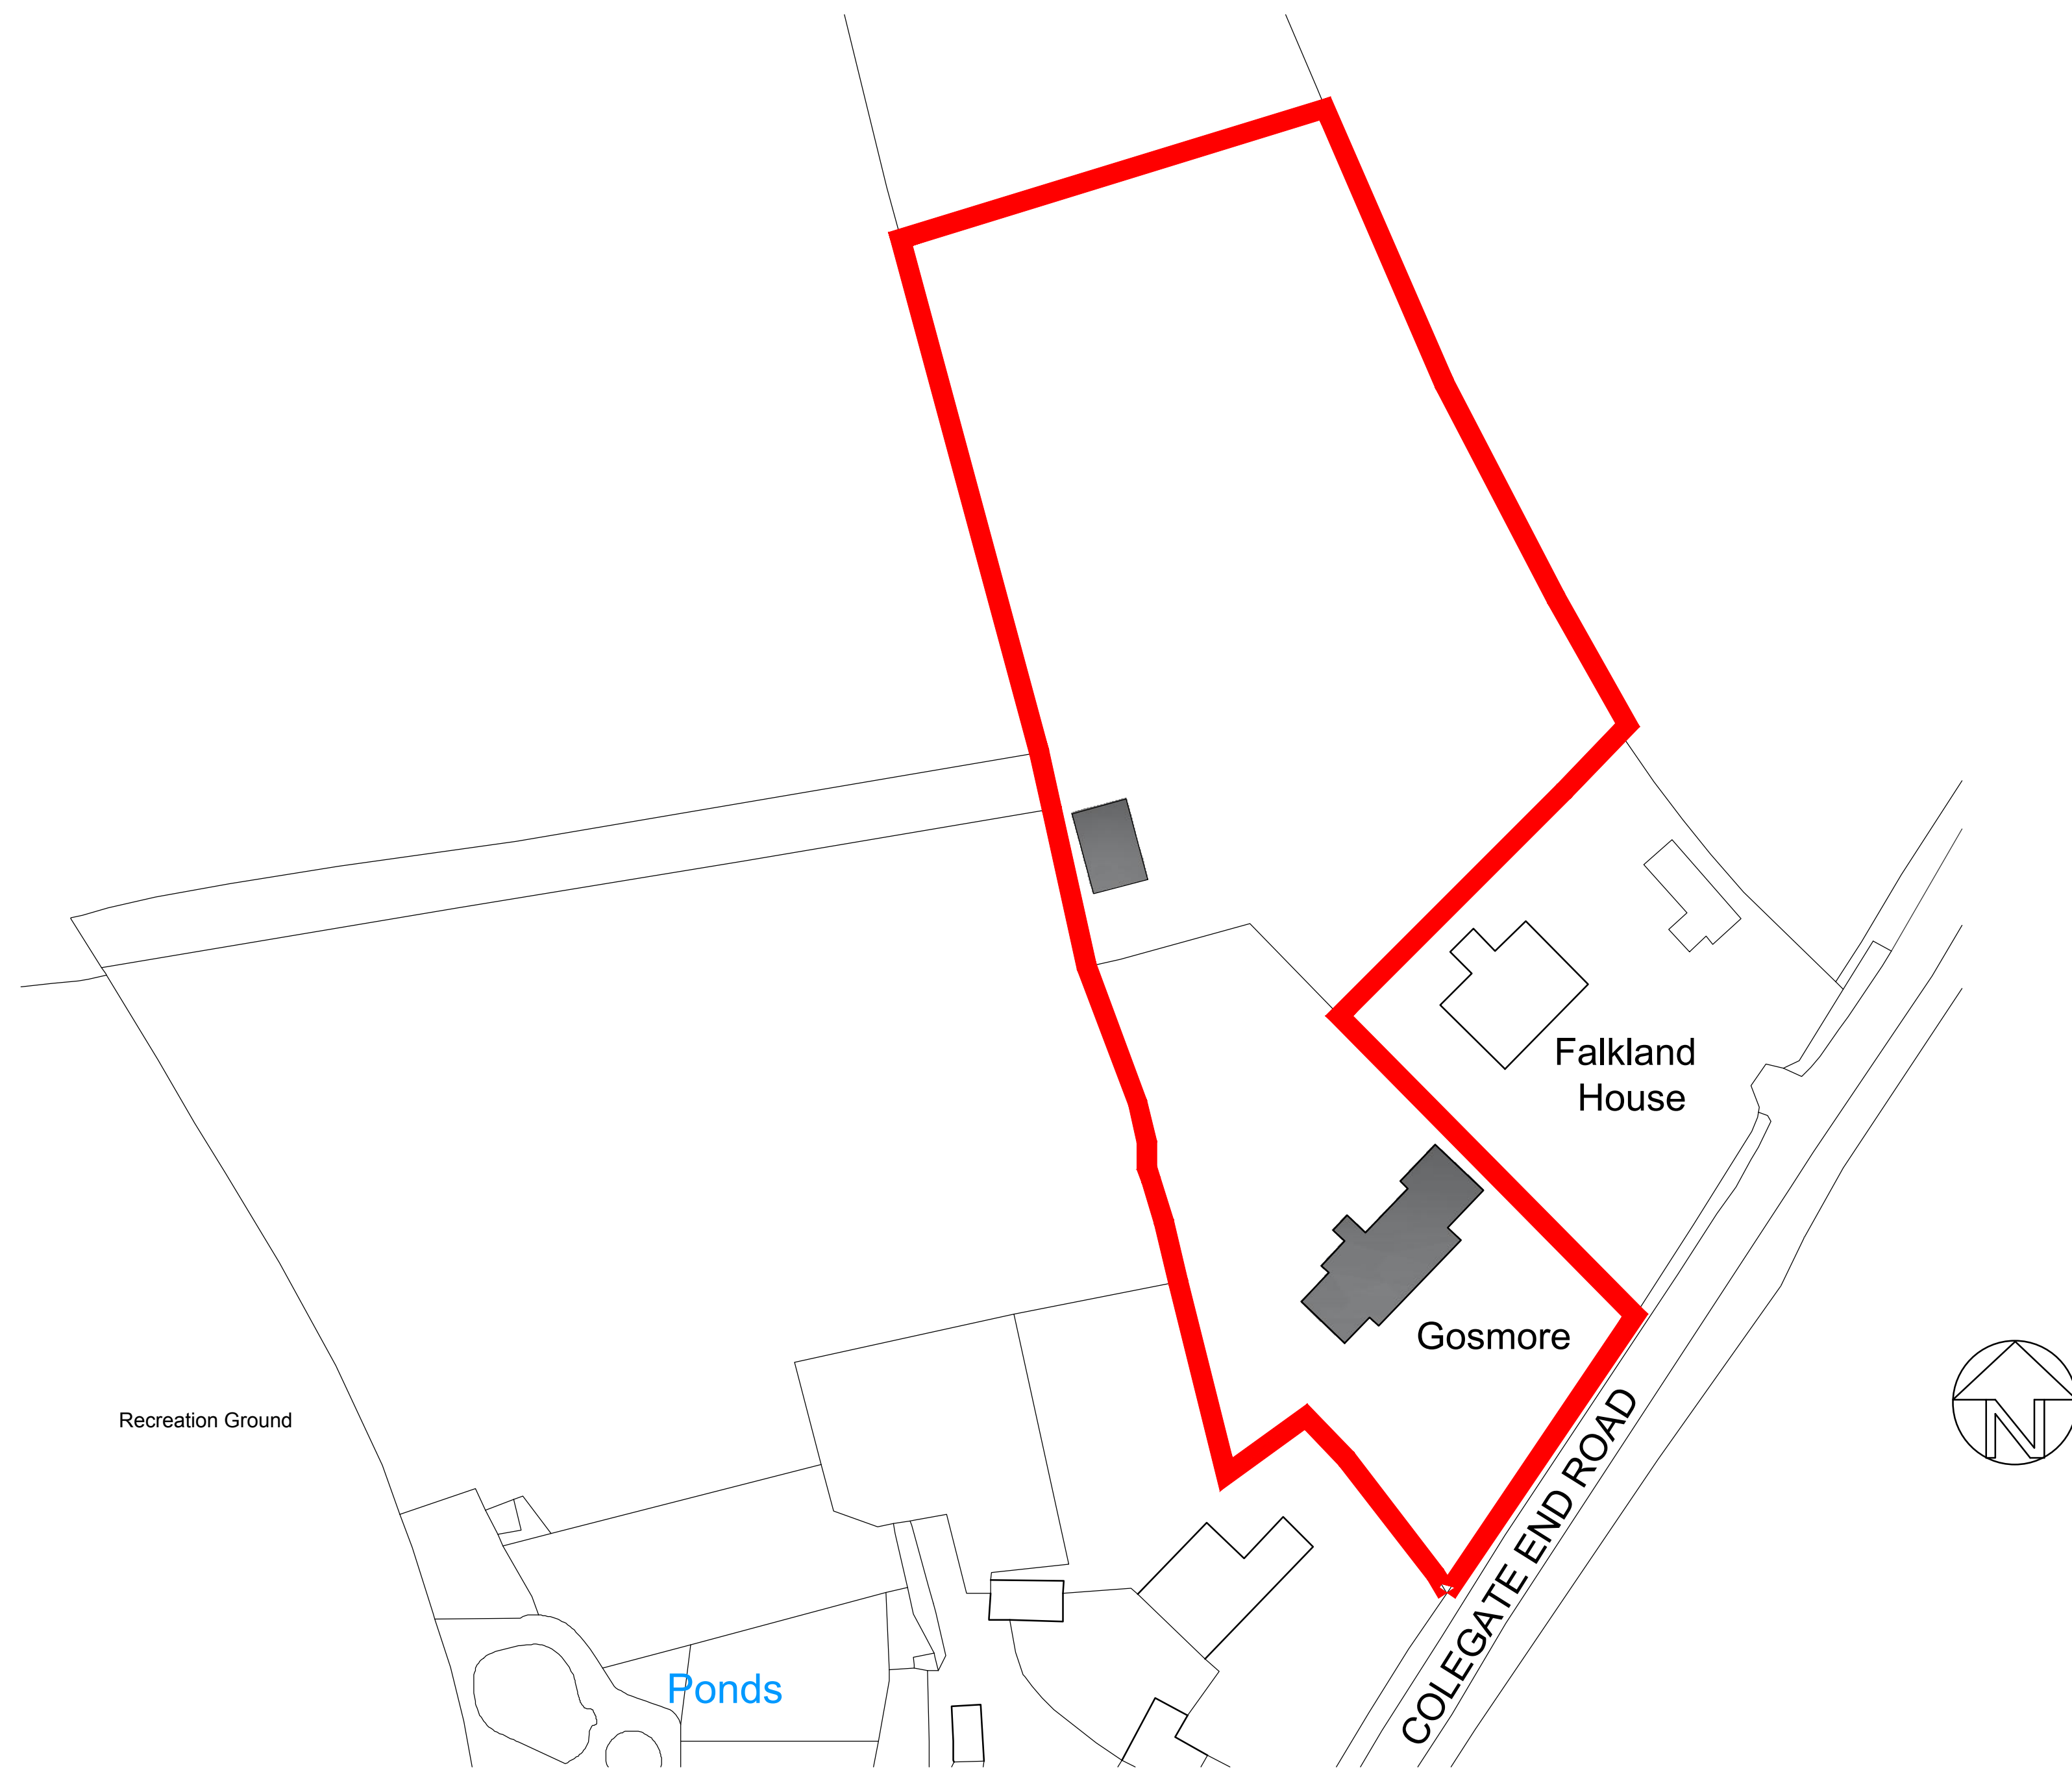 Falkland
House
Gosmore
COLEGATE END ROAD
N
Recreation Ground
Ponds